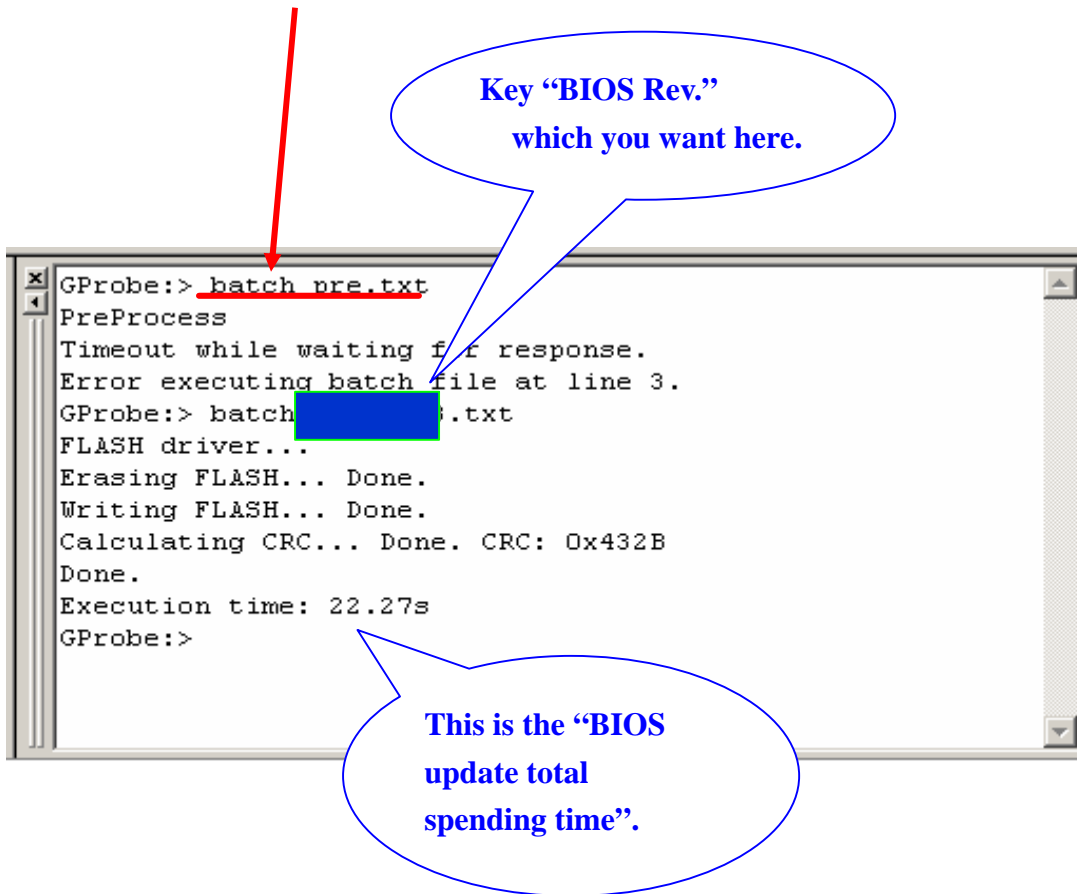 Key “BIOS Rev.”
which you want here.
GProbe:> batch pre.txt
PreProcess
Timeout while waiting for response.
Error executing batch file at line 3.
GProbe:> batch .txt
FLASH driver...
Erasing FLASH... Done.
Writing FLASH... Done.
Calculating CRC... Done. CRC: 0x432B
Done.
Execution time: 22.27s
GProbe:>
This is the “BIOS
update total
spending time”.